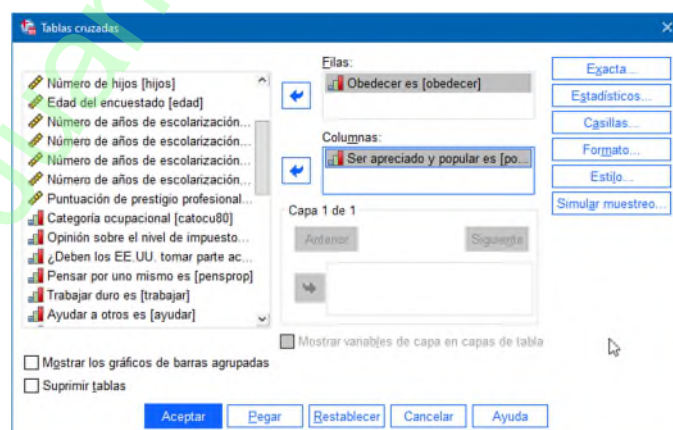 Tablas cruzadas
Número de hijos [hijos]
Edad del encuestado [edad]
Número de años de escolarización...
Número de años de escolarización...
Número de años de escolarización...
Número de años de escolarización...
Puntuación de prestigio profesional...
Categoría ocupacional [catocu80]
Opinión sobre el nivel de impuesto...
¿Deben los EE.UU. tomar parte ac...
Pensar por uno mismo es [pensprop]
Trabajar duro es [trabajar]
Ayudar a otros es [ayudar]
Filas:
Obedecer es [obedecer]
Columnas:
Ser apreciado y popular es [po...
Capa 1 de 1
Anterior
Siguiente
Mostrar variables de capa en capas de tabla
Exacta...
Estadísticos...
Casillas...
Formato...
Estilo...
Simular muestreo...
Mostrar los gráficos de barras agrupadas
Suprimir tablas
Aceptar
Pegar
Restablecer
Cancelar
Ayuda